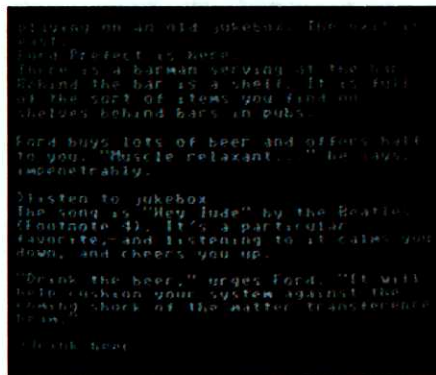 playing on an old jukebox. The exit is
east.
Ford Prefect is here.
There is a barman serving at the bar.
Behind the bar is a shelf. It is full
of the sort of items you find on
shelves behind bars in pubs.
Ford buys lots of beer and offers half
to you. "Muscle relaxant.. " he says,
impenetrably.
>listen to jukebox
The song is "Hey Jude" by the Beatles
(Footnote 4). It's a particular
favorite, and listening to it calms you
down, and cheers you up.
"Drink the beer," urges Ford. "It will
help cushion your system against the
coming shock of the matter transference
beam."
>drink beer